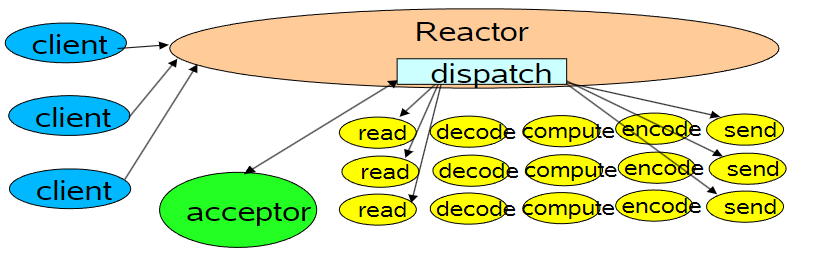 Reactor
client
dispatch
client
client
acceptor
read decode compute encode send
read decode compute encode send
read decode compute encode send